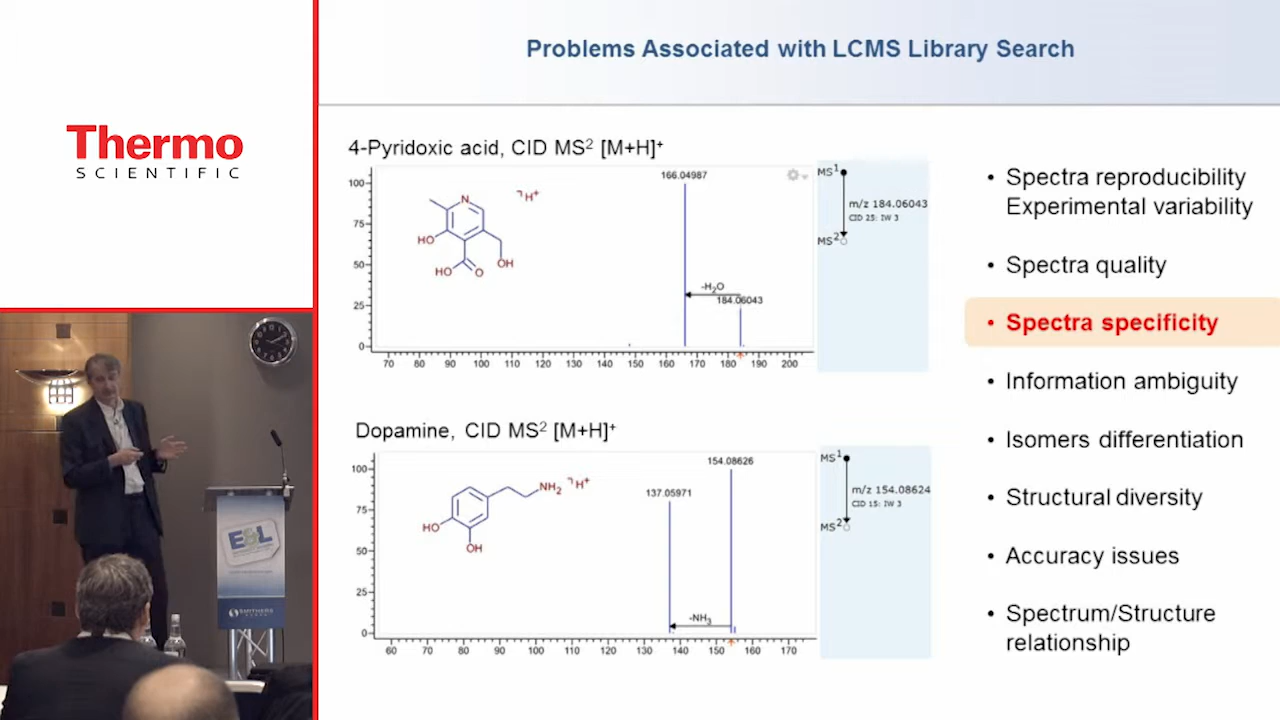 Problems Associated with LCMS Library Search
Thermo
SCIENTIFIC
4-Pyridoxic acid, CID MS² [M+H]⁺
100
75
50
25
0
166.04987
184.06043
-H₂O
N
HO
HO
O
OH
H⁺
70 80 90 100 110 120 130 140 150 160 170 180 190 200
MS¹
m/z 184.06043
CID 25: IW 3
MS²
Dopamine, CID MS² [M+H]⁺
100
75
50
25
0
154.08626
137.05971
-NH₃
NH₂
H⁺
HO
OH
60 70 80 90 100 110 120 130 140 150 160 170
MS¹
m/z 154.08624
CID 15: IW 3
MS²
• Spectra reproducibility
Experimental variability
• Spectra quality
• Spectra specificity
• Information ambiguity
• Isomers differentiation
• Structural diversity
• Accuracy issues
• Spectrum/Structure
relationship
E&L
SMITHERS